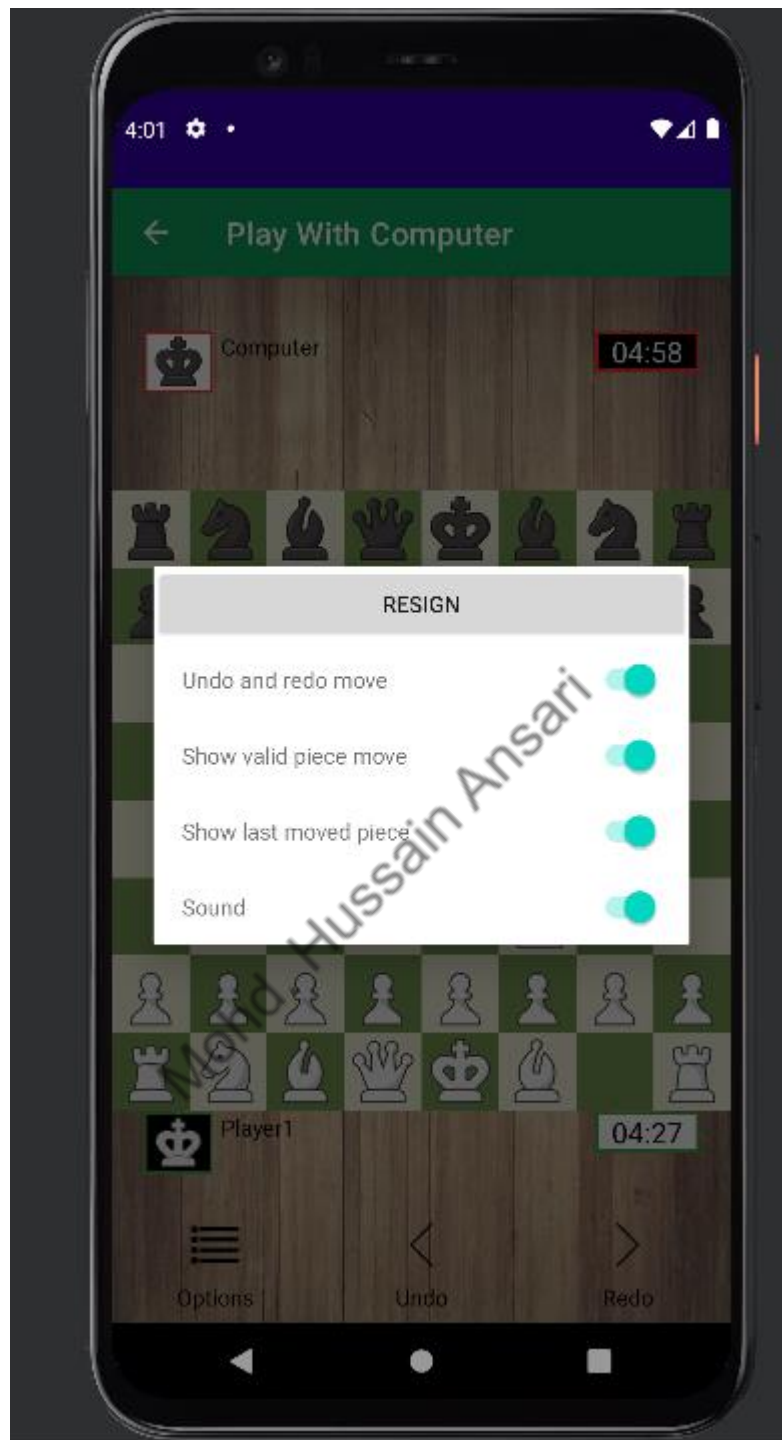 4:01
Play With Computer
Computer
04:58
RESIGN
Undo and redo move
Show valid piece move
Show last moved piece
Sound
Mohd. Hussain Ansari
Player1
04:27
Options
Undo
Redo